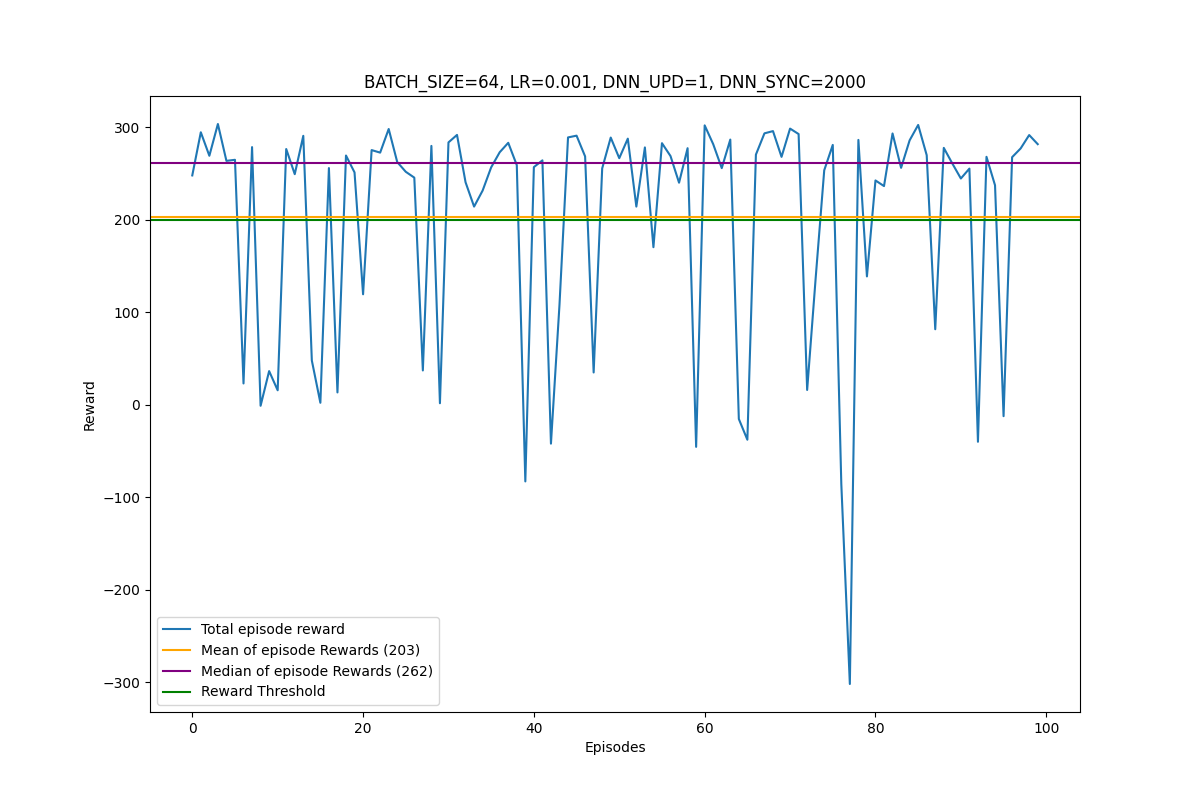 BATCH_SIZE=64, LR=0.001, DNN_UPD=1, DNN_SYNC=2000
300
200
100
0
−100
−200
−300
Reward
Total episode reward
Mean of episode Rewards (203)
Median of episode Rewards (262)
Reward Threshold
0 20 40 60 80 100
Episodes